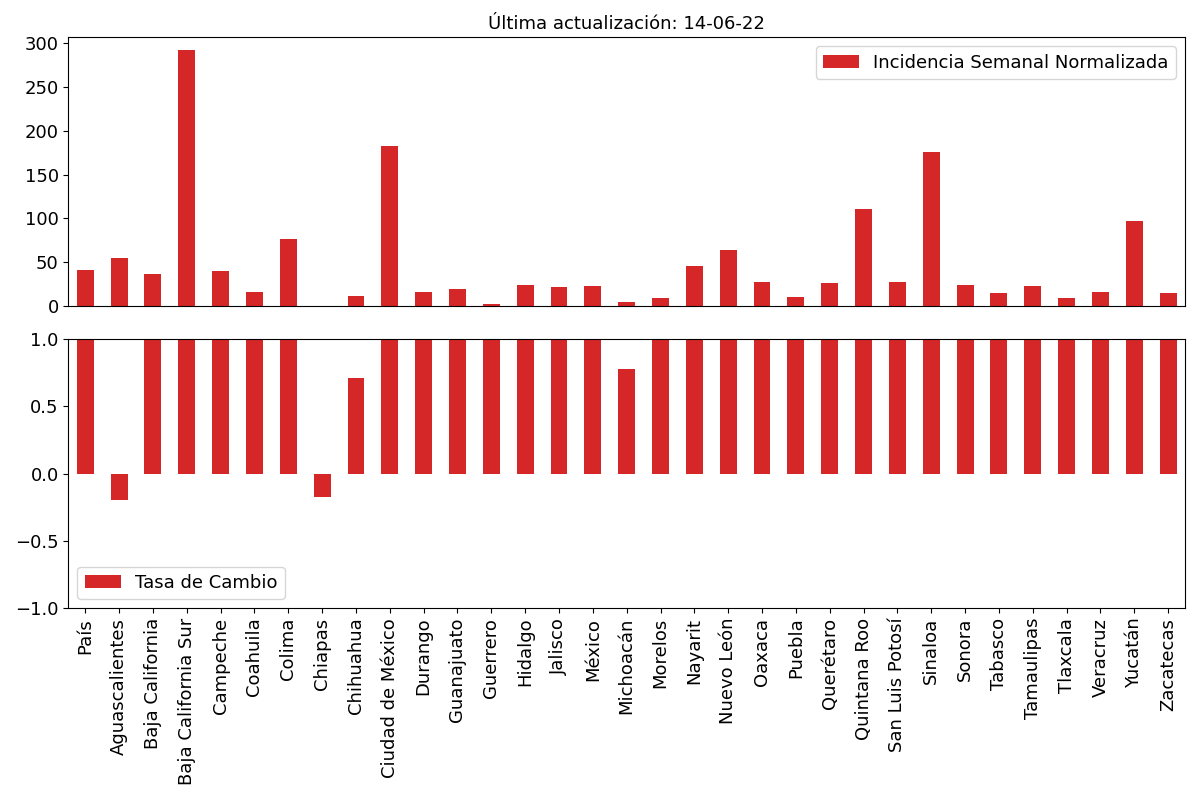 Última actualización: 14-06-22
Incidencia Semanal Normalizada
300
250
200
150
100
50
0
1.0
0.5
0.0
−0.5
−1.0
Tasa de Cambio
País
Aguascalientes
Baja California
Baja California Sur
Campeche
Coahuila
Colima
Chiapas
Chihuahua
Ciudad de México
Durango
Guanajuato
Guerrero
Hidalgo
Jalisco
México
Michoacán
Morelos
Nayarit
Nuevo León
Oaxaca
Puebla
Querétaro
Quintana Roo
San Luis Potosí
Sinaloa
Sonora
Tabasco
Tamaulipas
Tlaxcala
Veracruz
Yucatán
Zacatecas